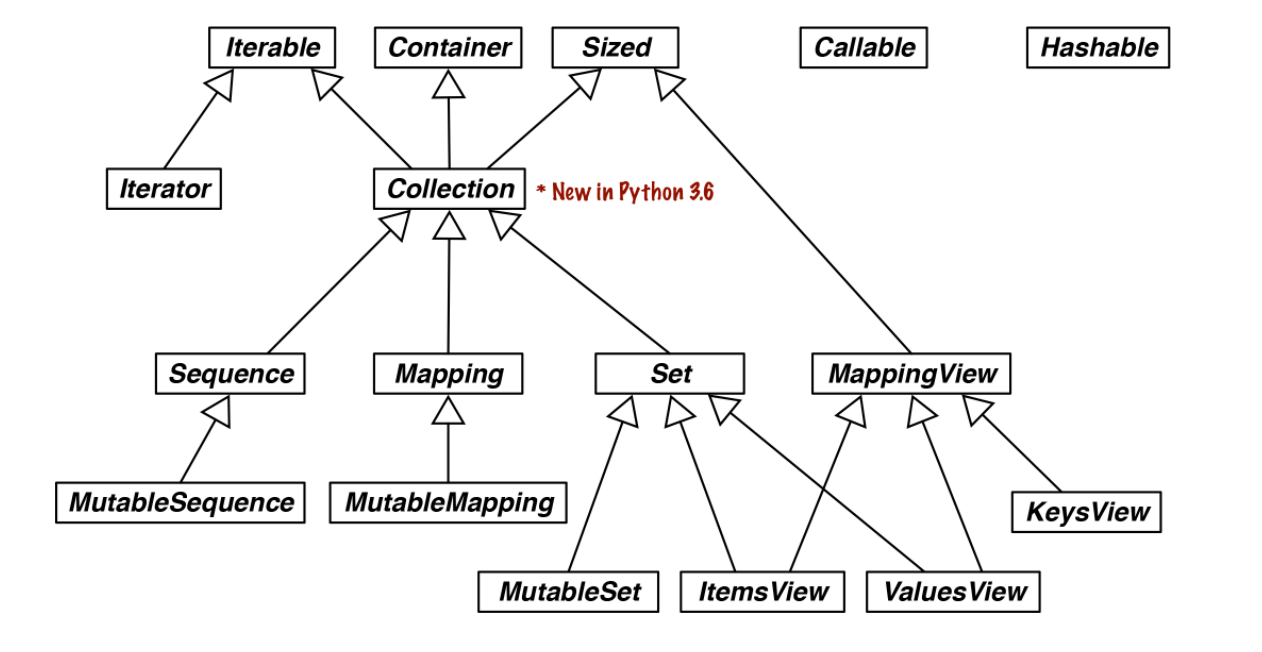 Iterable
Container
Sized
Callable
Hashable
Iterator
Collection
* New in Python 3.6
Sequence
Mapping
Set
MappingView
MutableSequence
MutableMapping
KeysView
MutableSet
ItemsView
ValuesView